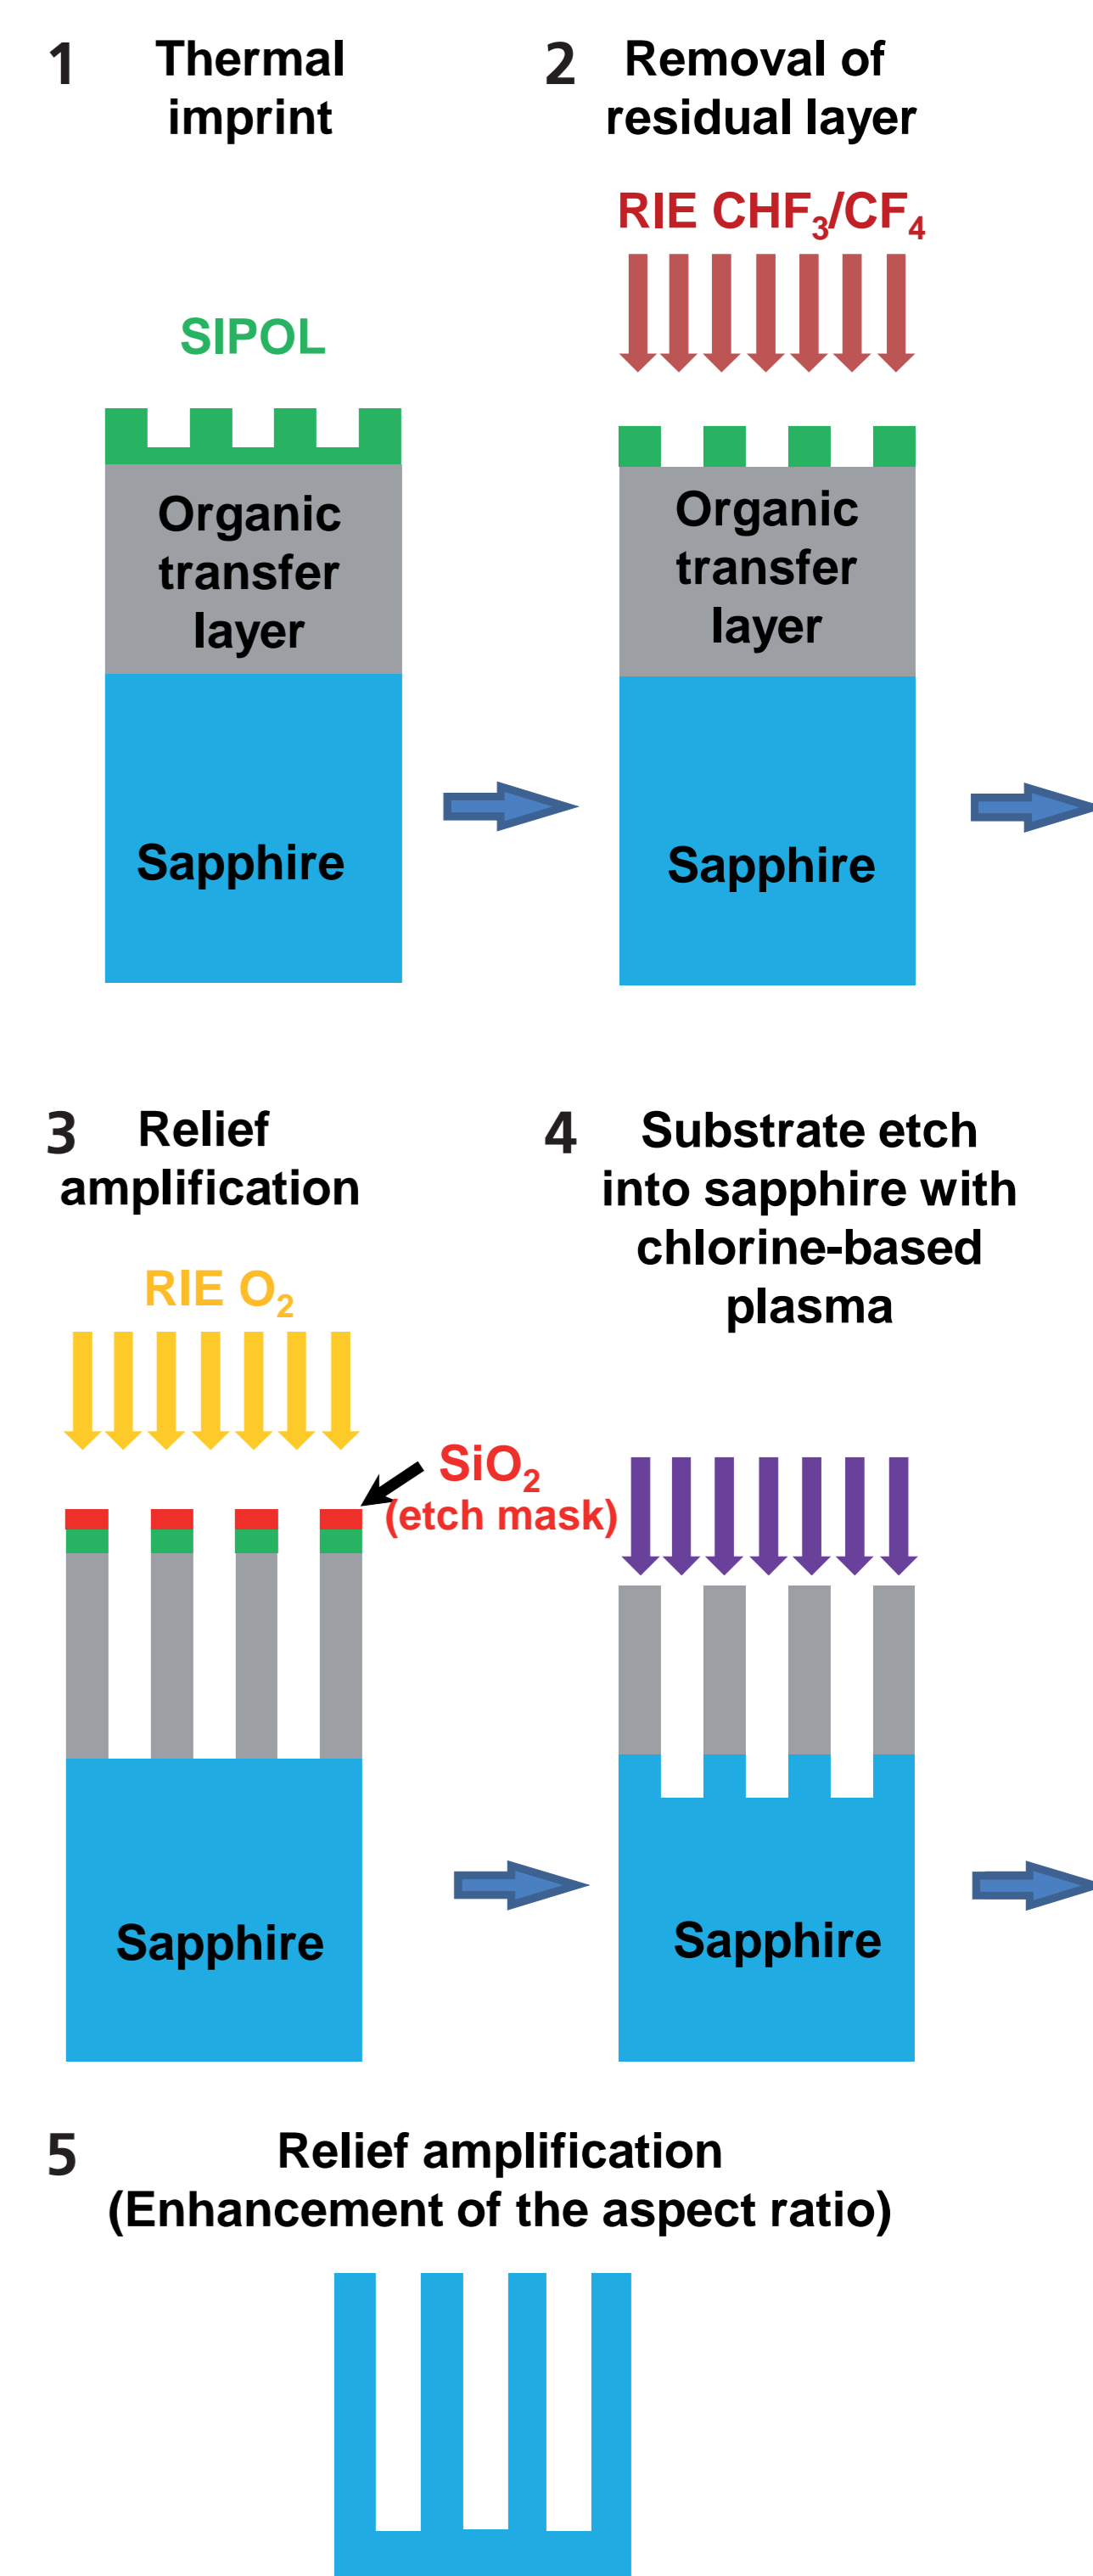 1
Thermal
imprint
2
Removal of
residual layer
RIE CHF₃/CF₄
SIPOL
Organic
transfer
layer
Sapphire
Organic
transfer
layer
Sapphire
3
Relief
amplification
RIE O₂
SiO₂
(etch mask)
Sapphire
4
Substrate etch
into sapphire with
chlorine-based
plasma
Sapphire
5
Relief amplification
(Enhancement of the aspect ratio)